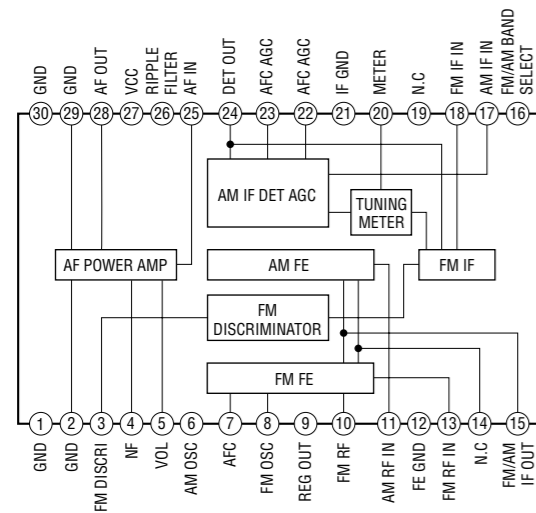 GND
GND
AF OUT
VCC
RIPPLE
FILTER
AF IN
DET OUT
AFC AGC
AFC AGC
IF GND
METER
N.C
FM IF IN
AM IF IN
FM/AM BAND
SELECT
30 29 28 27 26 25 24 23 22 21 20 19 18 17 16
AM IF DET AGC
TUNING
METER
AF POWER AMP
AM FE
FM IF
FM
DISCRIMINATOR
FM FE
1 2 3 4 5 6 7 8 9 10 11 12 13 14 15
GND
GND
FM DISCRI
NF
VOL
AM OSC
AFC
FM OSC
REG OUT
FM RF
AM RF IN
FE GND
FM RF IN
N.C
FM/AM
IF OUT